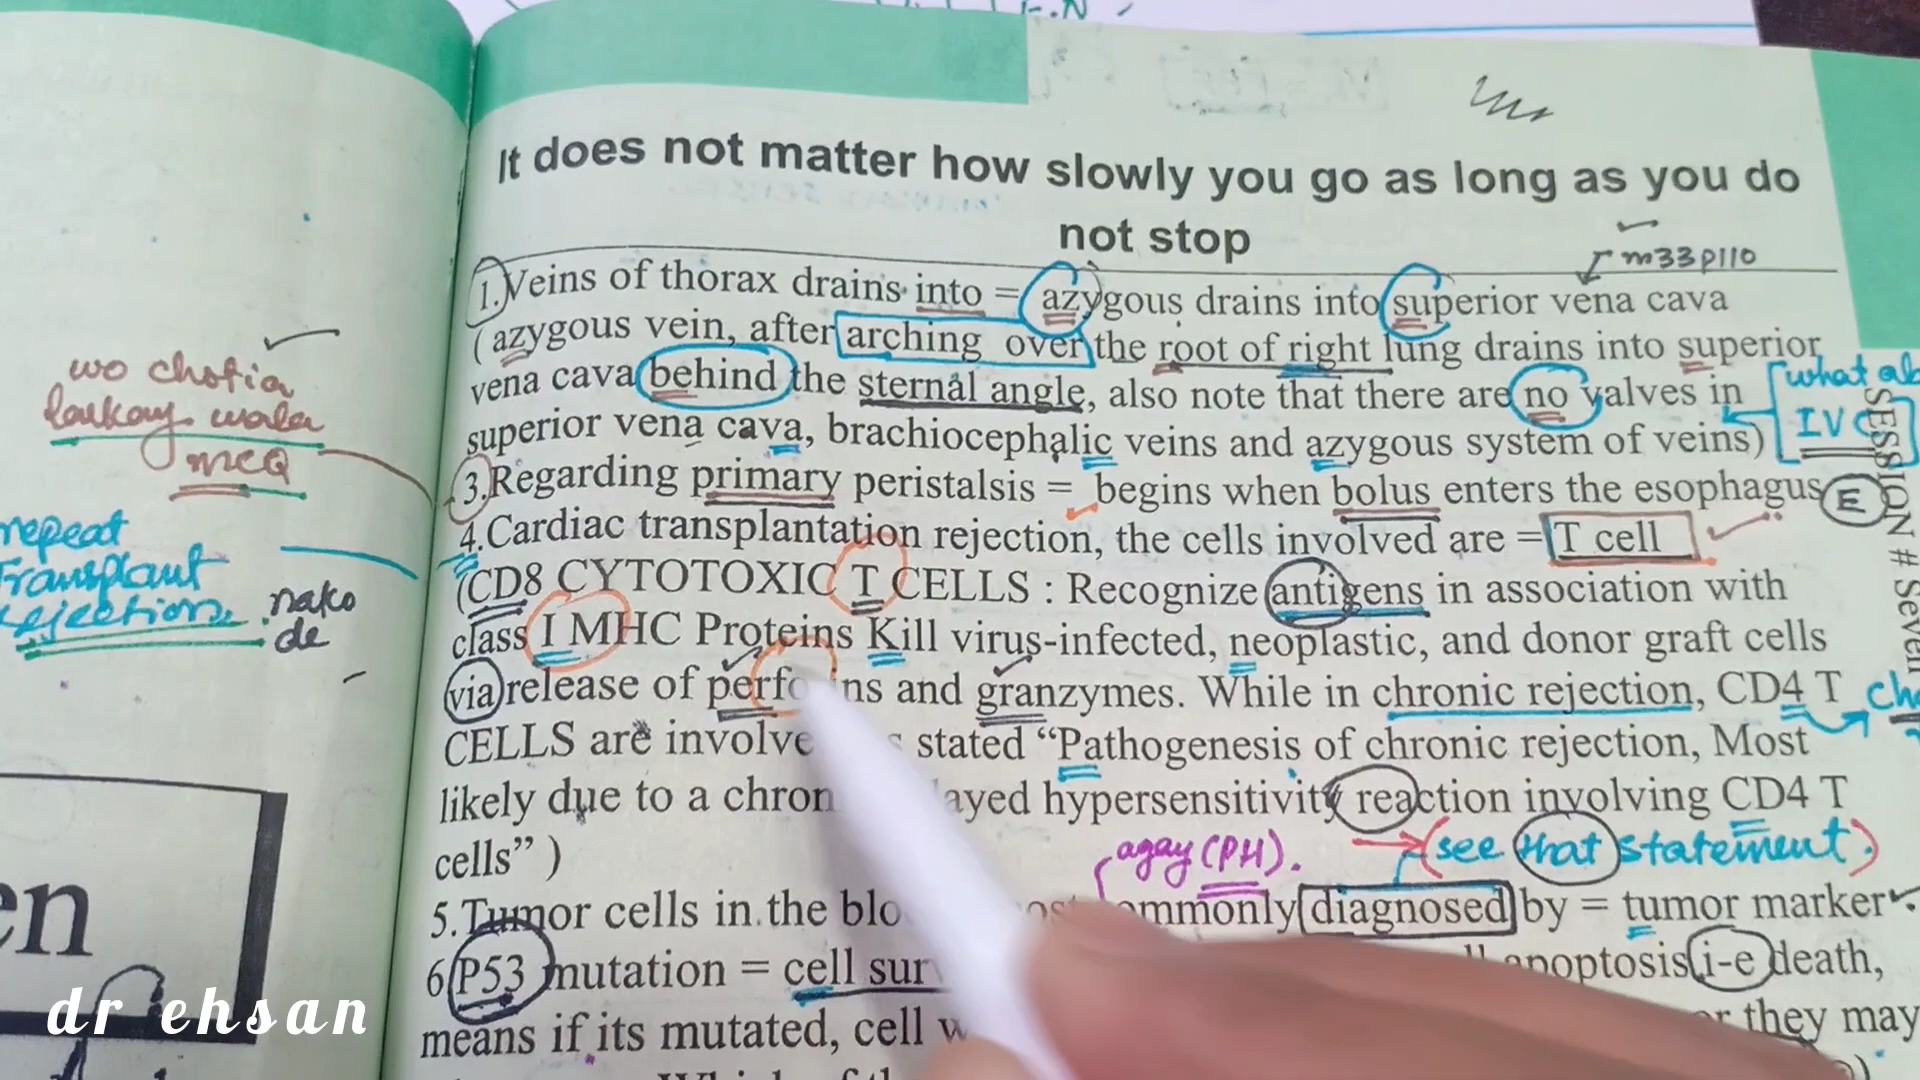 It does not matter how slowly you go as long as you do
not stop
m33p110
1.Veins of thorax drains into = azygous drains into superior vena cava
(azygous vein, after arching over the root of right lung drains into superior
vena cava behind the sternal angle, also note that there are no valves in
superior vena cava, brachiocephalic veins and azygous system of veins)
what ab
IVC
3.Regarding primary peristalsis = begins when bolus enters the esophagus
E
4.Cardiac transplantation rejection, the cells involved are = T cell
(CD8 CYTOTOXIC T CELLS : Recognize antigens in association with
class I MHC Proteins Kill virus-infected, neoplastic, and donor graft cells
via release of perfo ins and granzymes. While in chronic rejection, CD4 T
CELLS are involve stated “Pathogenesis of chronic rejection, Most
likely due to a chron ayed hypersensitivity reaction involving CD4 T
cells” )
agay (PH).
(see that statement)
5.Tumor cells in the blo ommonly diagnosed by = tumor marker
6 P53 mutation = cell sur apoptosis i-e death,
means if its mutated, cell they may
SESSION # Seven
wo chotia
wala
mcQ
repeat
Transplant
rejection. nako
de
en
dr ehsan